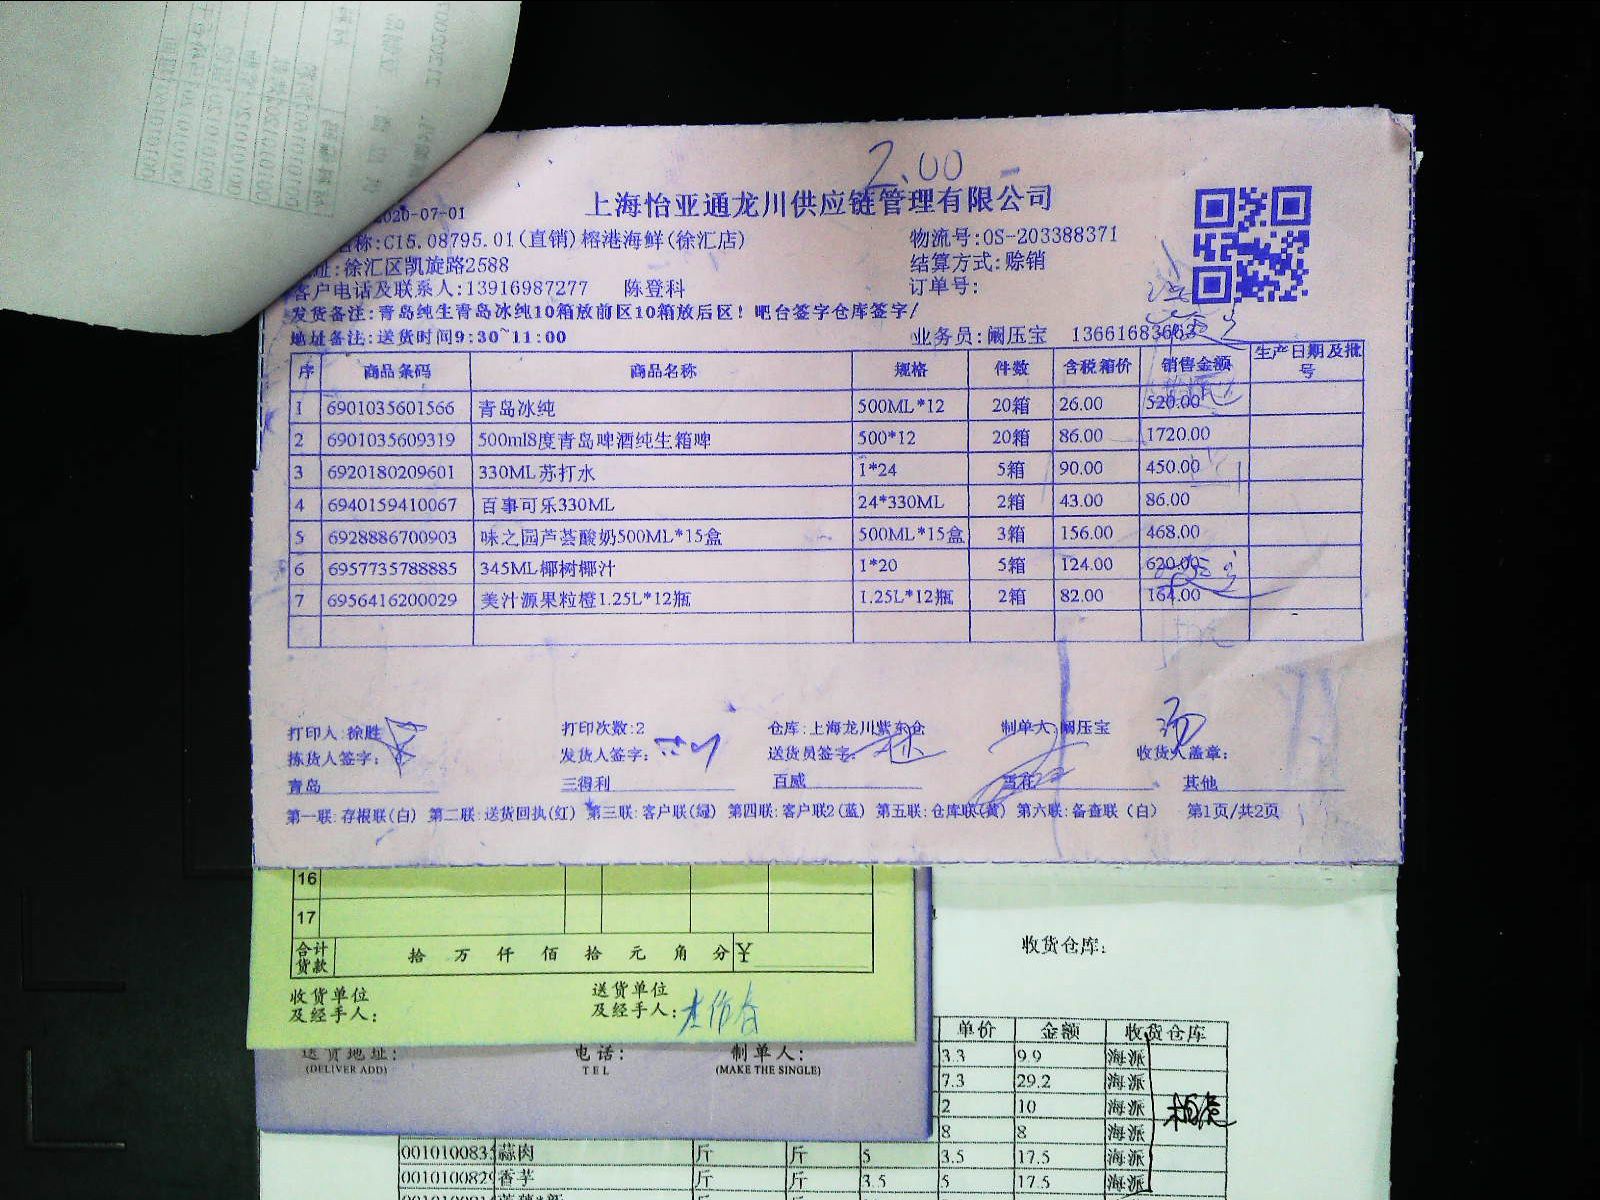 2.00
上海怡亚通龙川供应链管理有限公司
2020-07-01
称:C15.08795.01(直销)榕港海鲜(徐汇店) 物流号:OS-203388371
址:徐汇区凯旋路2588 结算方式:赊销
客户电话及联系人:13916987277 陈登科 订单号:
发货备注:青岛纯生青岛冰纯10箱放前区10箱放后区!吧台签字仓库签字/
地址备注:送货时间9:30~11:00 业务员:阚压宝 13661683663
序 商品条码 商品名称 规格 件数 含税箱价 销售金额 生产日期及批号
1 6901035601566 青岛冰纯 500ML*12 20箱 26.00 520.00
2 6901035609319 500ml8度青岛啤酒纯生箱啤 500*12 20箱 86.00 1720.00
3 6920180209601 330ML苏打水 1*24 5箱 90.00 450.00
4 6940159410067 百事可乐330ML 24*330ML 2箱 43.00 86.00
5 6928886700903 味之园芦荟酸奶500ML*15盒 500ML*15盒 3箱 156.00 468.00
6 6957735788885 345ML椰树椰汁 1*20 5箱 124.00 620.00
7 6956416200029 美汁源果粒橙1.25L*12瓶 1.25L*12瓶 2箱 82.00 164.00
打印人:徐胜 打印次数:2 仓库:上海龙川紫东仓 制单人:阚压宝
拣货人签字: 发货人签字: 送货员签字: 收货人盖章:
青岛 三得利 百威 雪花 其他
第一联:存根联(白) 第二联:送货回执(红) 第三联:客户联(绿) 第四联:客户联2(蓝) 第五联:仓库联(黄) 第六联:备查联(白) 第1页/共2页
16
17
合计货款 拾 万 仟 佰 拾 元 角 分 ¥
收货单位及经手人: 送货单位及经手人:
送货地址: 电话: 制单人:
(DELIVER ADD) TEL (MAKE THE SINGLE)
收货仓库:
单价 金额 收货仓库
3.3 9.9 海派
7.3 29.2 海派
2 10 海派
8 8 海派
001010083 蒜肉 斤 斤 5 3.5 17.5 海派
001010082 香芋 斤 斤 3.5 5 17.5 海派